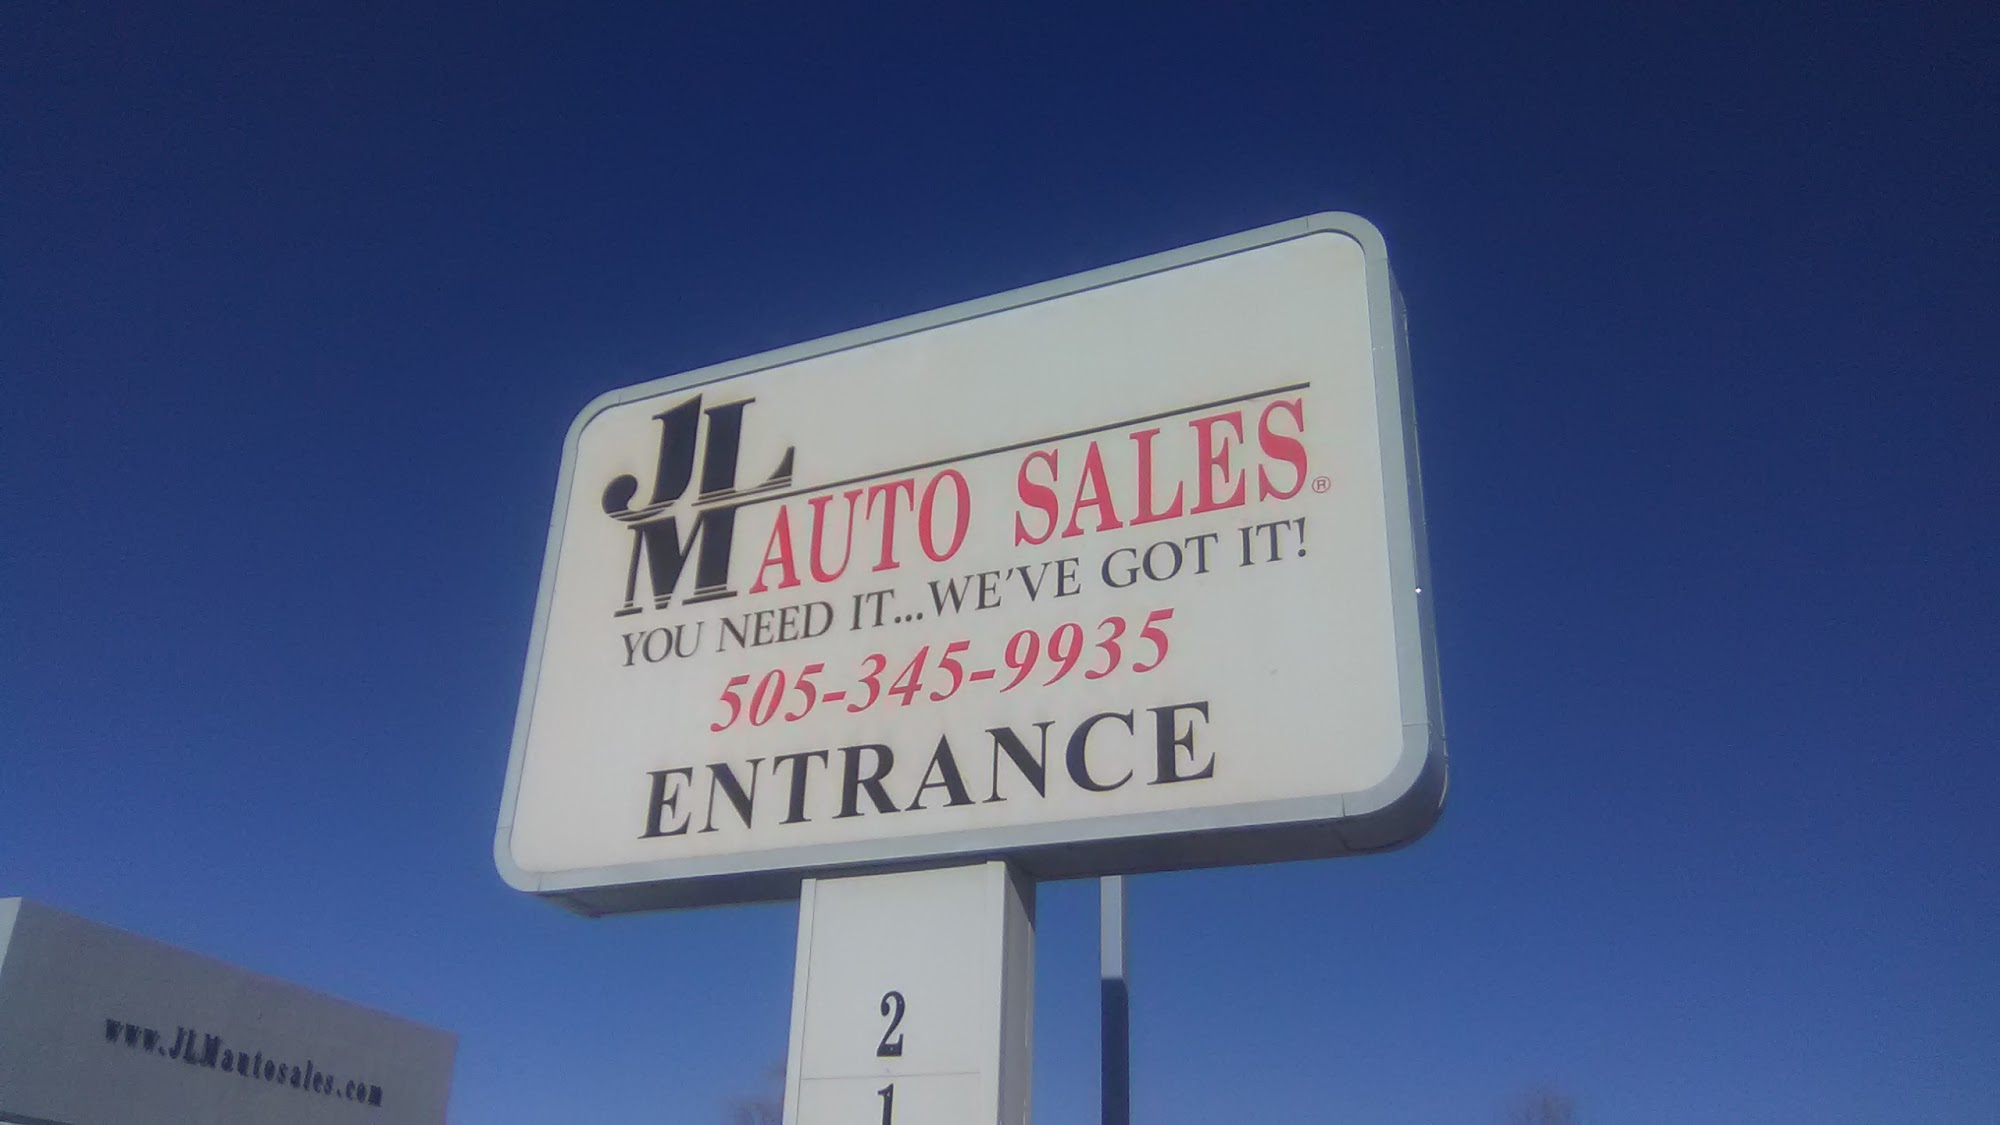 JL
M AUTO SALES®
YOU NEED IT...WE'VE GOT IT!
505-345-9935
ENTRANCE
2
1
www.JLMautosales.com